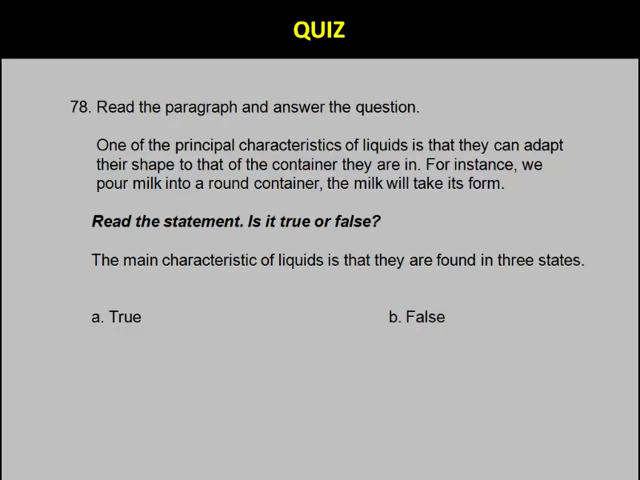 QUIZ
78. Read the paragraph and answer the question.
One of the principal characteristics of liquids is that they can adapt
their shape to that of the container they are in. For instance, we
pour milk into a round container, the milk will take its form.
Read the statement. Is it true or false?
The main characteristic of liquids is that they are found in three states.
a. True
b. False